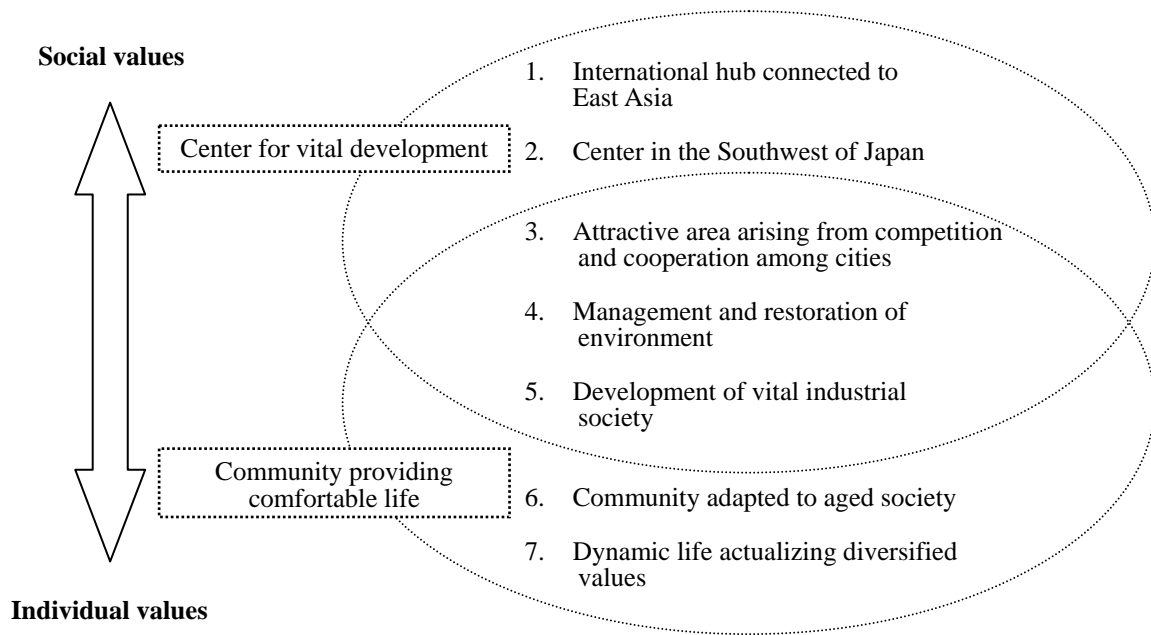 Social values
1. International hub connected to
East Asia
Center for vital development
2. Center in the Southwest of Japan
3. Attractive area arising from competition
and cooperation among cities
4. Management and restoration of
environment
5. Development of vital industrial
society
Community providing
comfortable life
6. Community adapted to aged society
7. Dynamic life actualizing diversified
values
Individual values